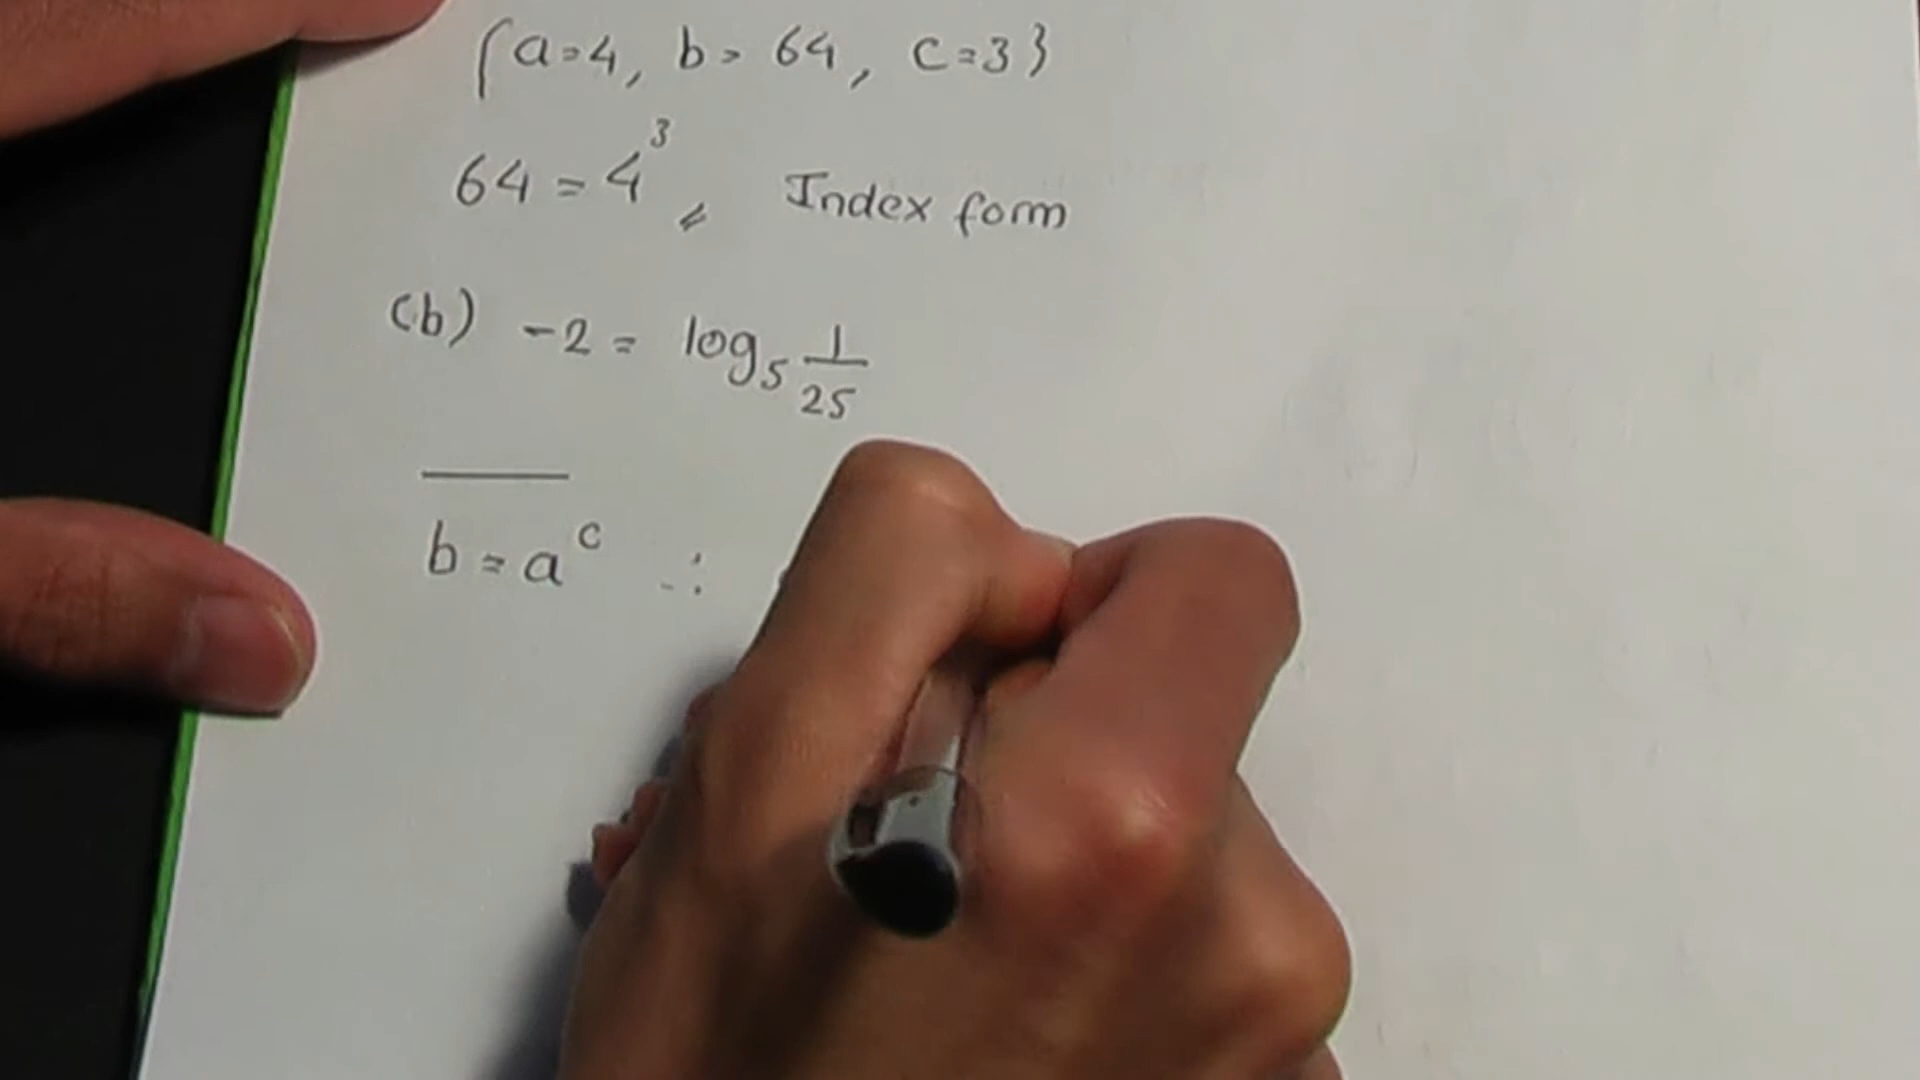 {a=4, b= 64, c=3}
64 = 4³, Index form
(b) -2 = log₅ 1/25
b = aᶜ ∴